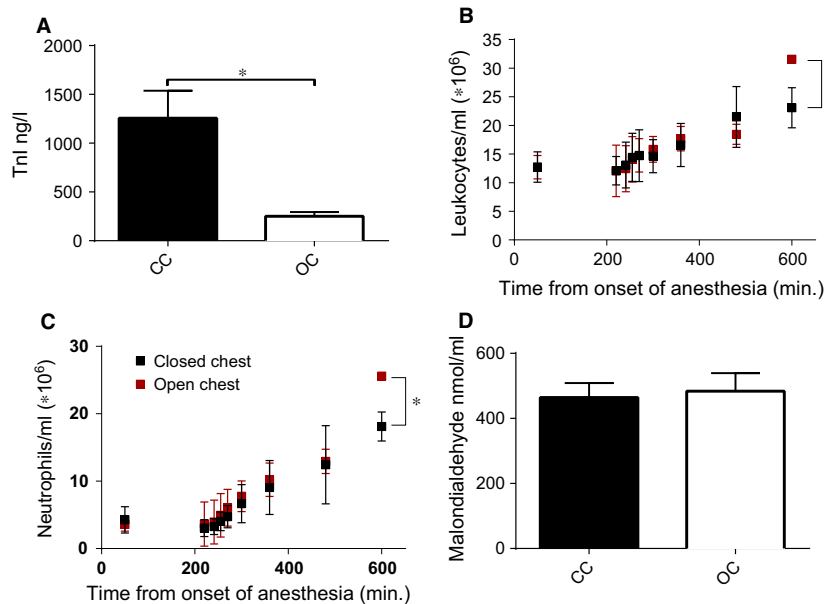 A
TnI ng/l
2000
1500
1000
500
0
*
CC
OC
B
Leukocytes/ml (*10⁶)
35
30
25
20
15
10
5
0
0
200
400
600
Time from onset of anesthesia (min.)
C
Neutrophils/ml (*10⁶)
30
20
10
0
Closed chest
Open chest
*
0
200
400
600
Time from onset of anesthesia (min.)
D
Malondialdehyde nmol/ml
600
400
200
0
CC
OC